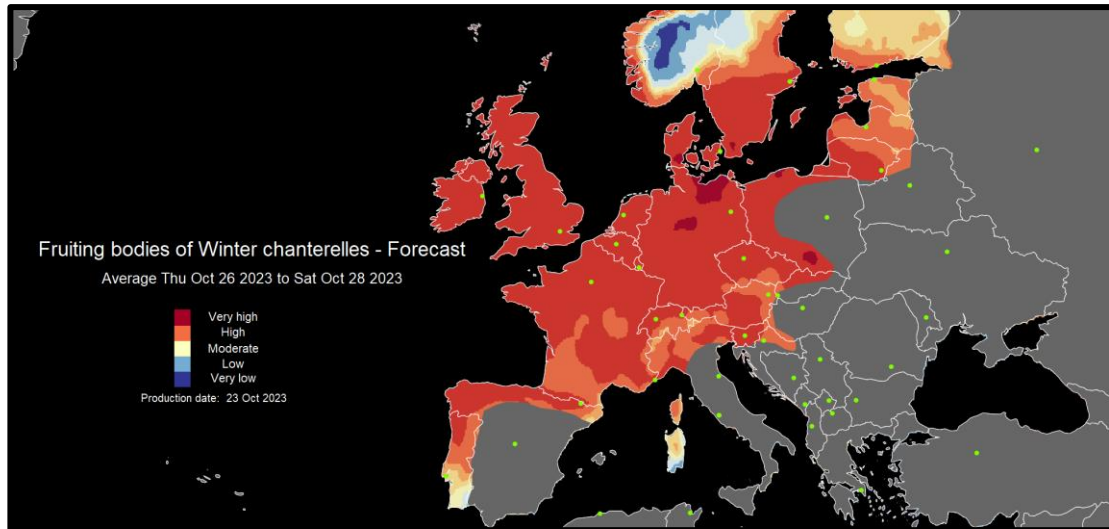 Fruiting bodies of Winter chanterelles - Forecast
Average Thu Oct 26 2023 to Sat Oct 28 2023
Very high
High
Moderate
Low
Very low
Production date: 23 Oct 2023